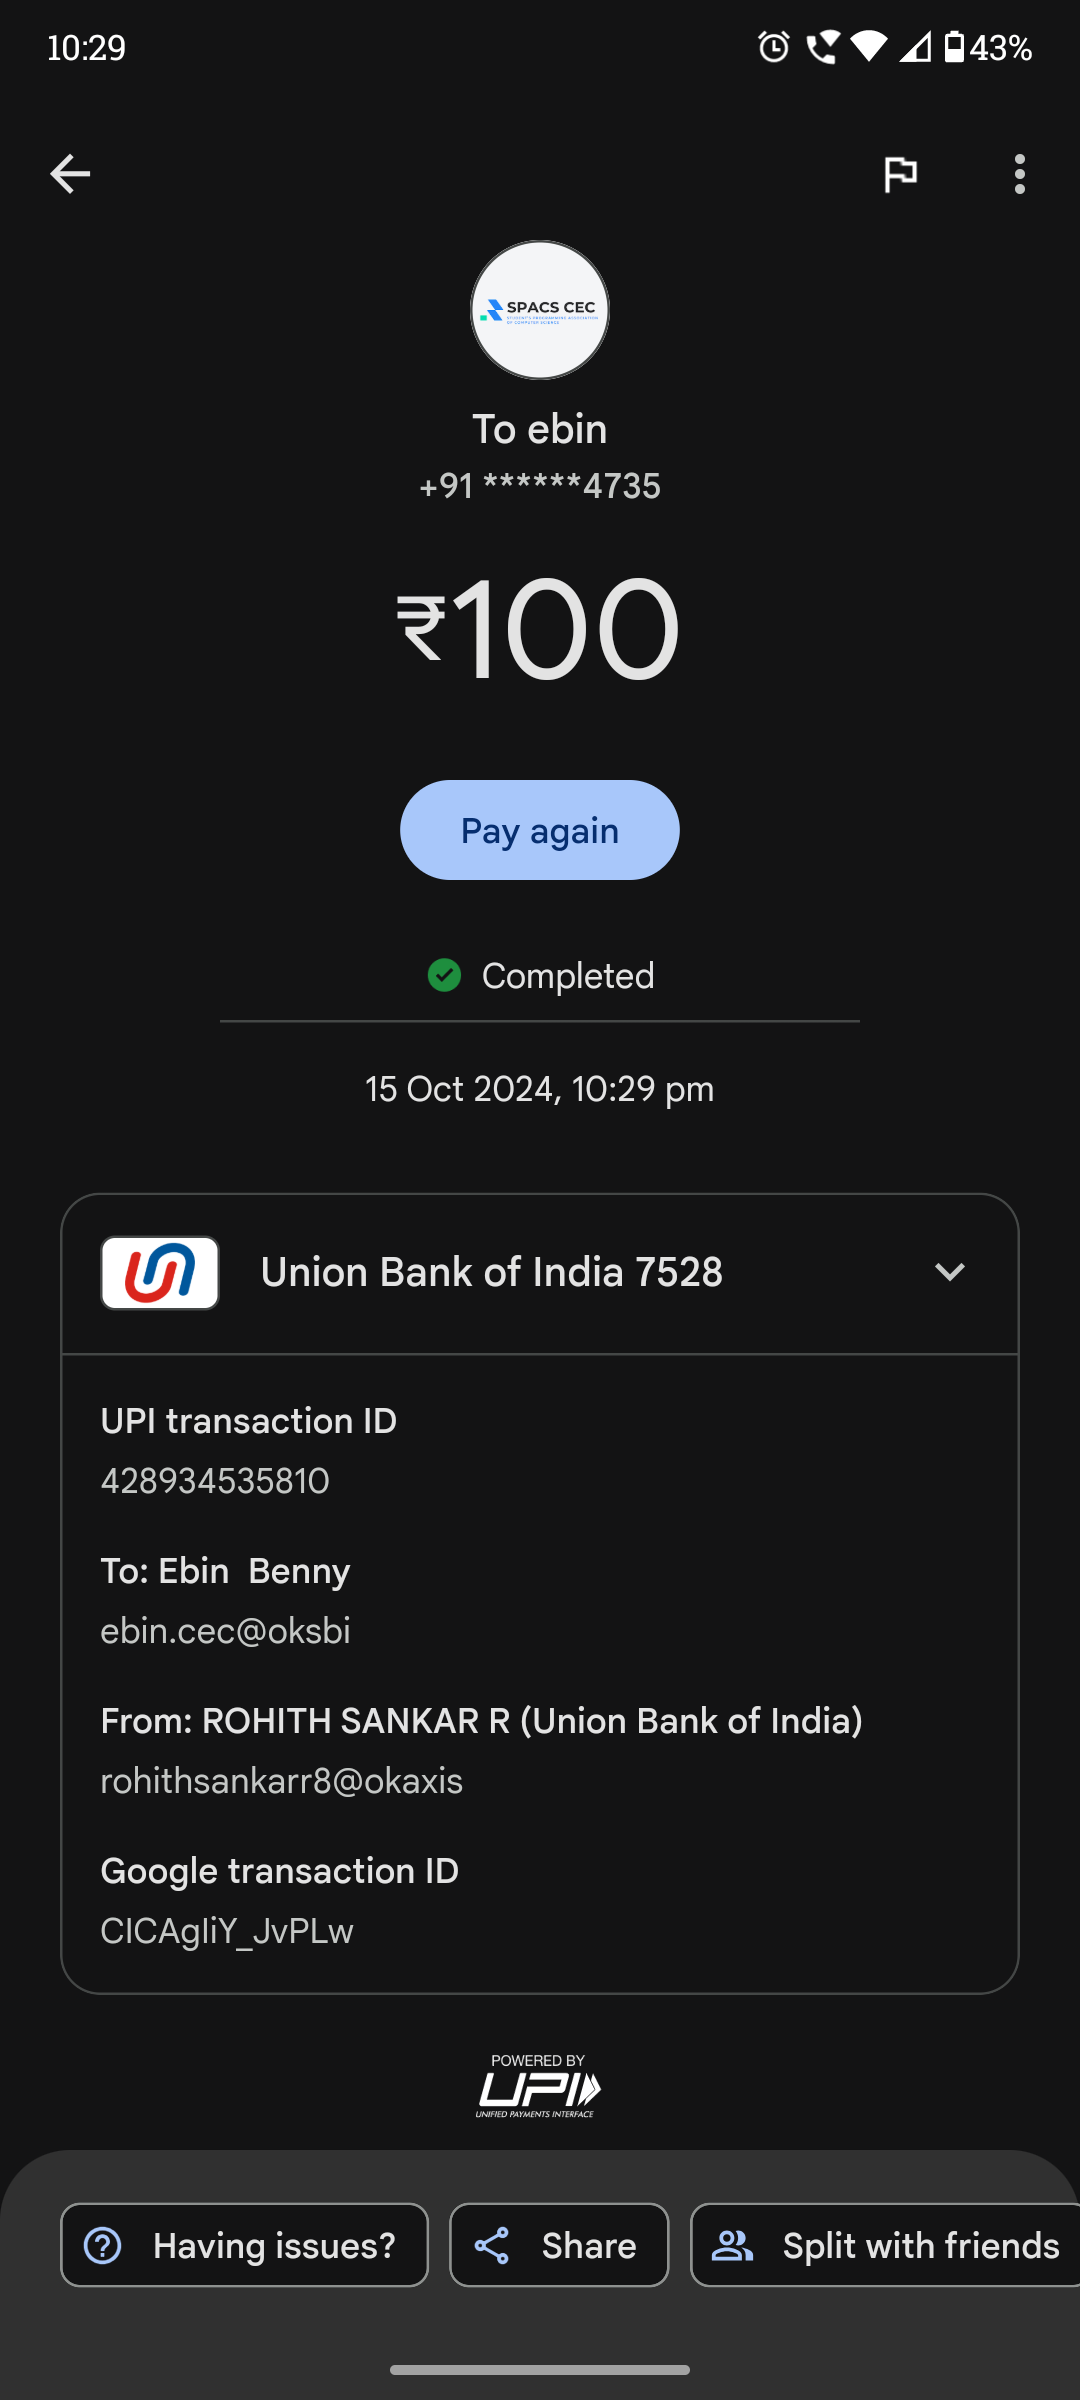 10:29
43%
SPACS CEC
STUDENT'S PROGRAMMING ASSOCIATION
OF COMPUTER SCIENCE
To ebin
+91 ******4735
₹100
Pay again
Completed
15 Oct 2024, 10:29 pm
Union Bank of India 7528
UPI transaction ID
428934535810
To: Ebin  Benny
ebin.cec@oksbi
From: ROHITH SANKAR R (Union Bank of India)
rohithsankarr8@okaxis
Google transaction ID
CICAgIiY_JvPLw
POWERED BY
UPI
UNIFIED PAYMENTS INTERFACE
Having issues?
Share
Split with friends